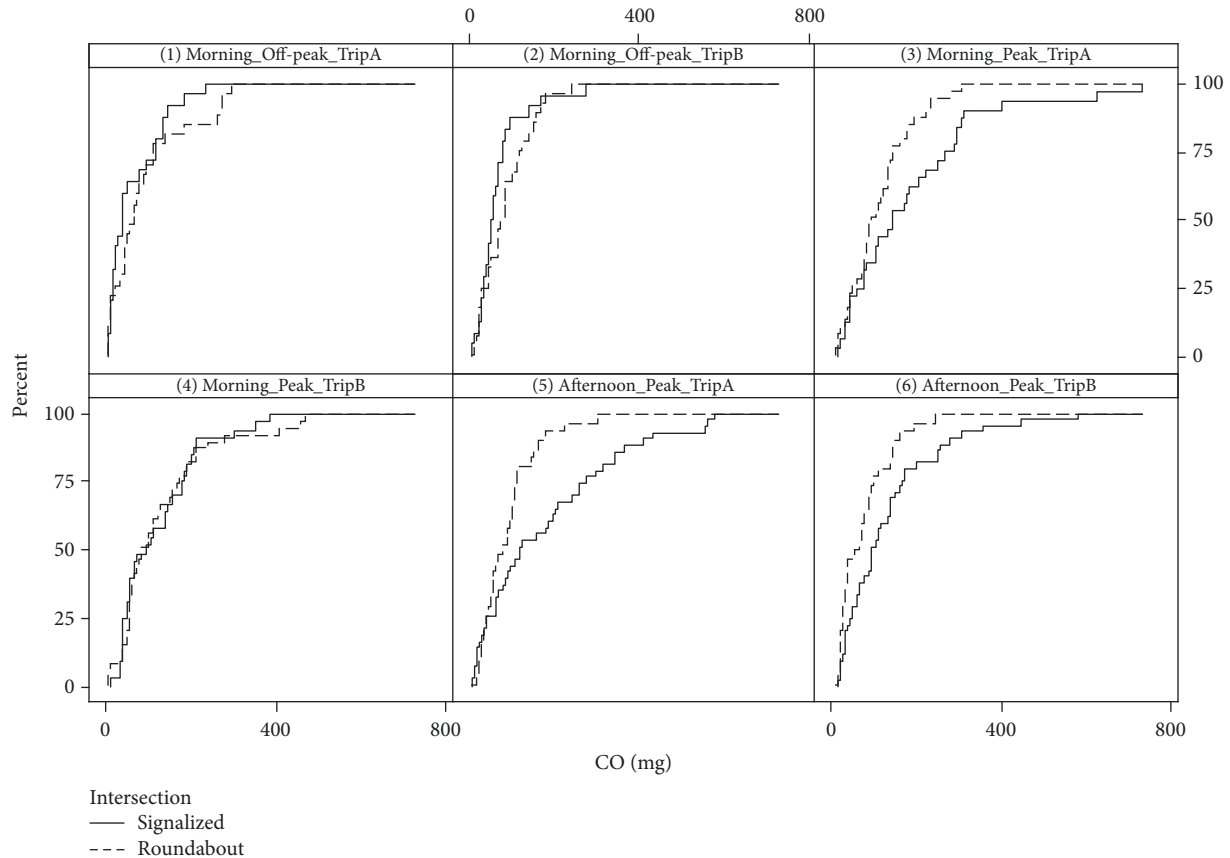 0 400 800
(1) Morning_Off-peak_TripA (2) Morning_Off-peak_TripB (3) Morning_Peak_TripA
100
75
50
25
0
Percent
(4) Morning_Peak_TripB (5) Afternoon_Peak_TripA (6) Afternoon_Peak_TripB
100
75
50
25
0
0 400 800 0 400 800
CO (mg)
Intersection
Signalized
Roundabout